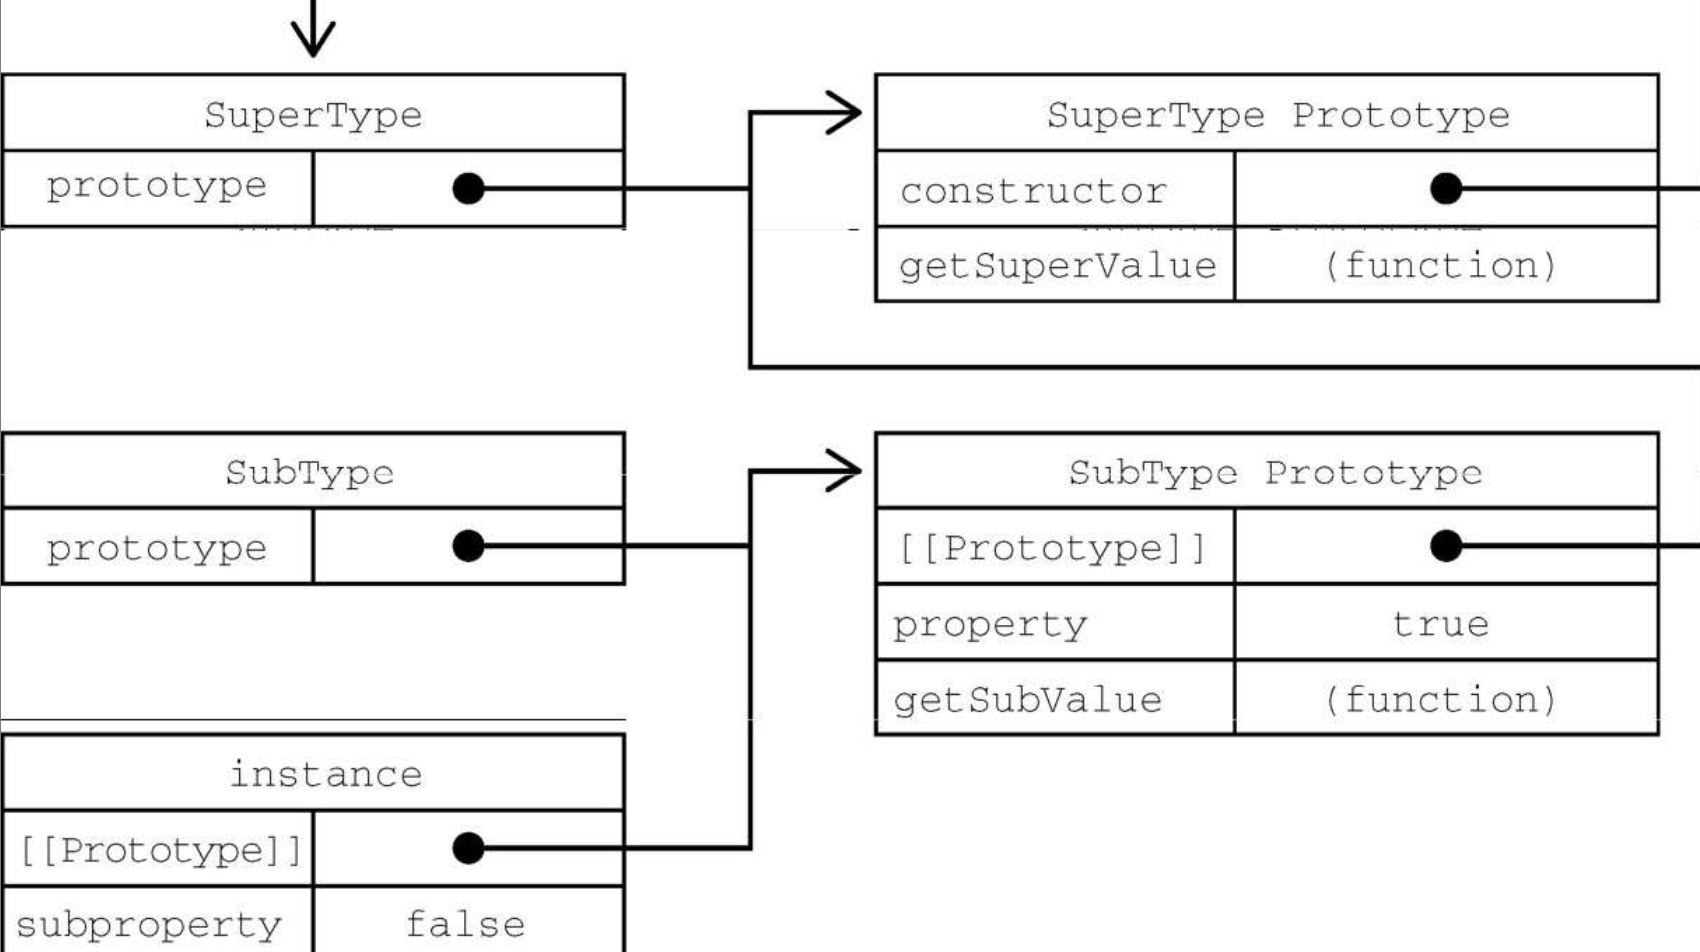 SuperType
prototype
SuperType Prototype
constructor
getSuperValue (function)
SubType
prototype
SubType Prototype
[[Prototype]]
property true
getSubValue (function)
instance
[[Prototype]]
subproperty false